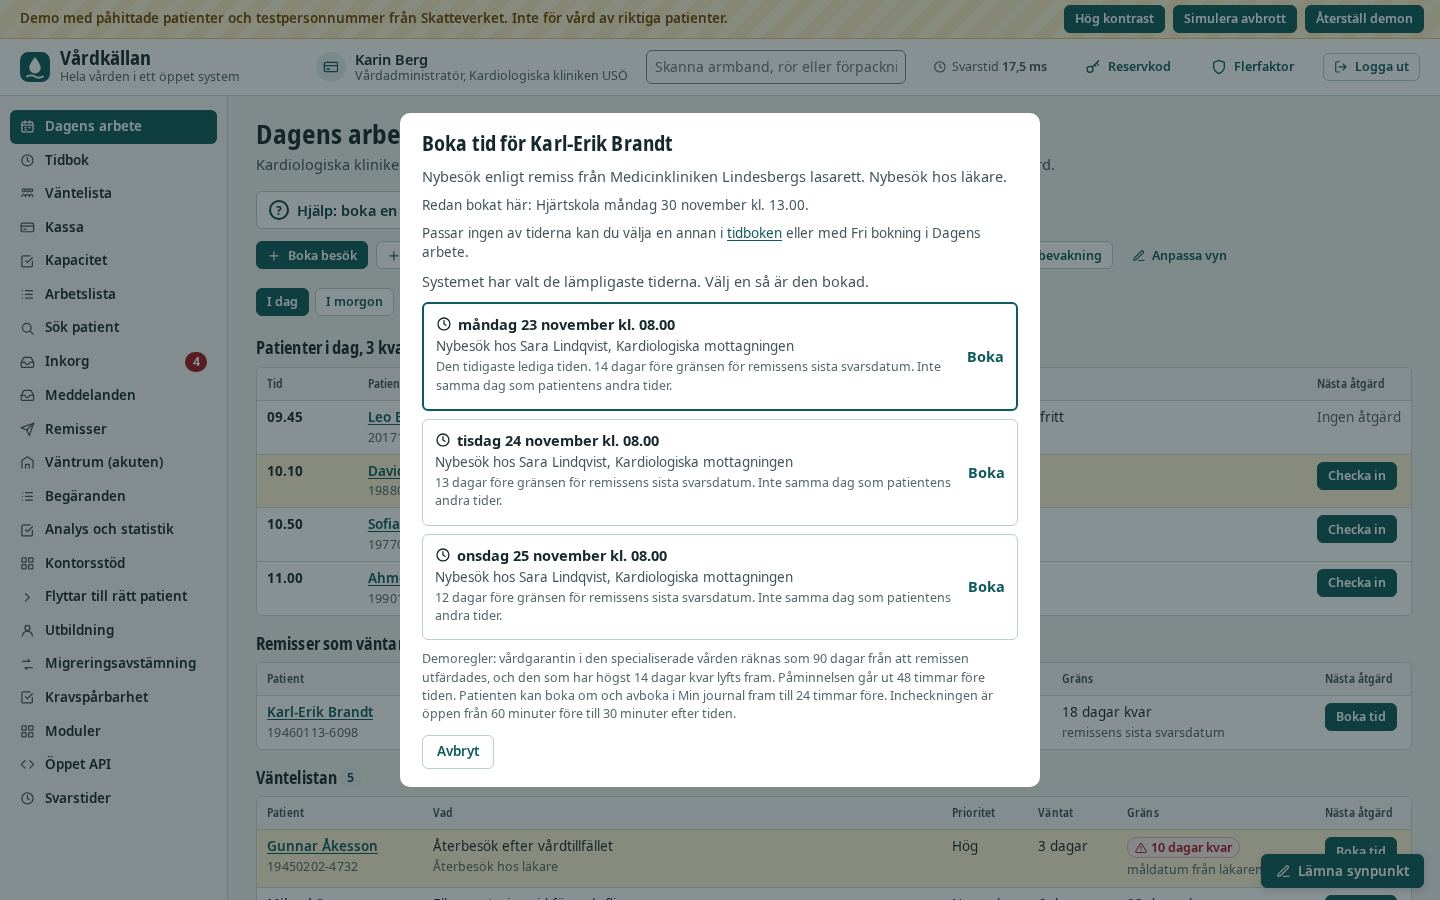 Demo med påhittade patienter och testpersonnummer från Skatteverket. Inte för vård av riktiga patienter.
Hög kontrast
Simulera avbrott
Återställ demon
Vårdkällan
Hela vården i ett öppet system
Karin Berg
Vårdadministratör, Kardiologiska kliniken USÖ
Skanna armband, rör eller förpackni
Svarstid 17,5 ms
Reservkod
Flerfaktor
Logga ut
Dagens arbete
Tidbok
Väntelista
Kassa
Kapacitet
Arbetslista
Sök patient
Inkorg 4
Meddelanden
Remisser
Väntrum (akuten)
Begäranden
Analys och statistik
Kontorsstöd
Flyttar till rätt patient
Utbildning
Migreringsavstämning
Kravspårbarhet
Moduler
Öppet API
Svarstider
Dagens arbe
Kardiologiska klinike
rd.
Hjälp: boka en
Boka besök
bevakning
Anpassa vyn
I dag
I morgon
Patienter i dag, 3 kva
Tid
Patien
Nästa åtgärd
09.45
Leo E
20171
fritt
Ingen åtgärd
10.10
David
19880
Checka in
10.50
Sofia
19770
Checka in
11.00
Ahm
19901
Checka in
Remisser som väntar
Patient
Gräns
Nästa åtgärd
Karl-Erik Brandt
19460113-6098
18 dagar kvar
remissens sista svarsdatum
Boka tid
Väntelistan 5
Patient
Vad
Prioritet
Väntat
Gräns
Nästa åtgärd
Gunnar Åkesson
19450202-4732
Återbesök efter vårdtillfället
Återbesök hos läkare
Hög
3 dagar
10 dagar kvar
måldatum från läkaren
Boka tid
Lämna synpunkt
Boka tid för Karl-Erik Brandt
Nybesök enligt remiss från Medicinkliniken Lindesbergs lasarett. Nybesök hos läkare.
Redan bokat här: Hjärtskola måndag 30 november kl. 13.00.
Passar ingen av tiderna kan du välja en annan i tidboken eller med Fri bokning i Dagens
arbete.
Systemet har valt de lämpligaste tiderna. Välj en så är den bokad.
måndag 23 november kl. 08.00
Nybesök hos Sara Lindqvist, Kardiologiska mottagningen
Den tidigaste lediga tiden. 14 dagar före gränsen för remissens sista svarsdatum. Inte
samma dag som patientens andra tider.
Boka
tisdag 24 november kl. 08.00
Nybesök hos Sara Lindqvist, Kardiologiska mottagningen
13 dagar före gränsen för remissens sista svarsdatum. Inte samma dag som patientens
andra tider.
Boka
onsdag 25 november kl. 08.00
Nybesök hos Sara Lindqvist, Kardiologiska mottagningen
12 dagar före gränsen för remissens sista svarsdatum. Inte samma dag som patientens
andra tider.
Boka
Demoregler: vårdgarantin i den specialiserade vården räknas som 90 dagar från att remissen
utfärdades, och den som har högst 14 dagar kvar lyfts fram. Påminnelsen går ut 48 timmar före
tiden. Patienten kan boka om och avboka i Min journal fram till 24 timmar före. Incheckningen är
öppen från 60 minuter före till 30 minuter efter tiden.
Avbryt